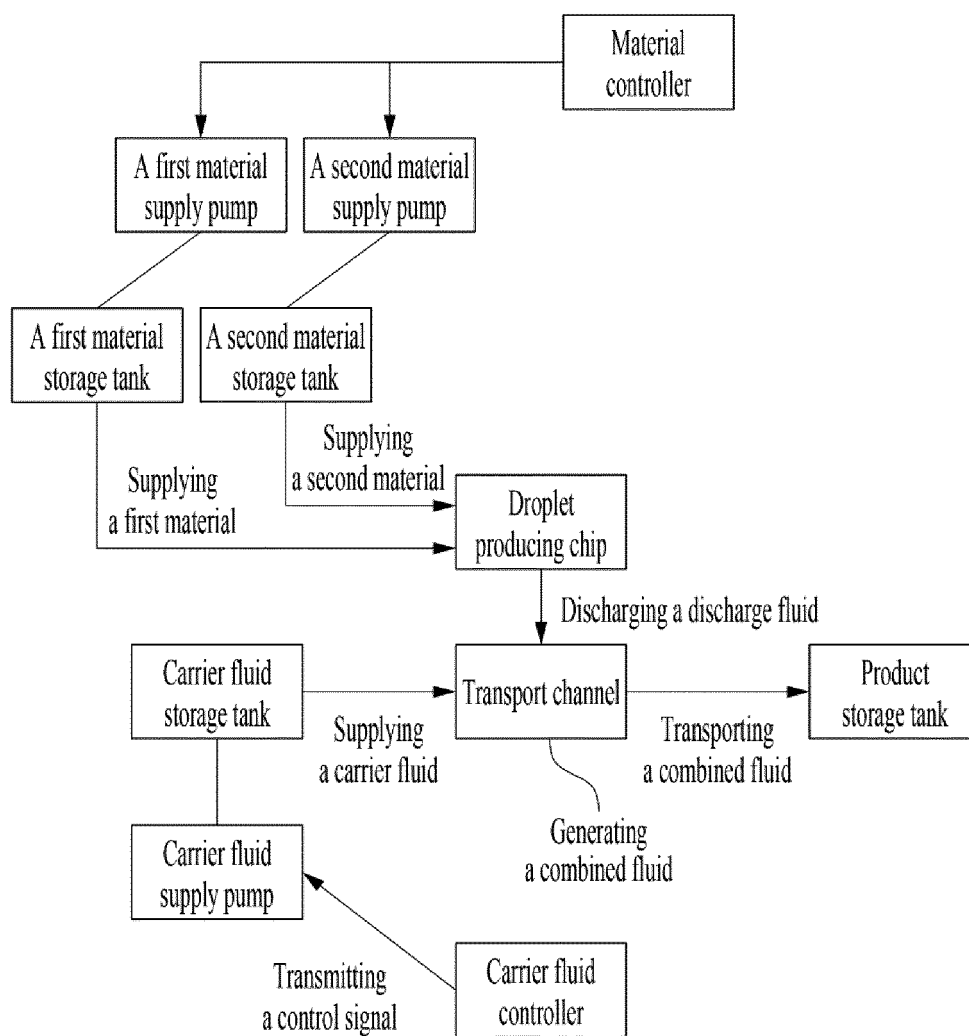 Material
controller
A first material
supply pump
A second material
supply pump
A first material
storage tank
A second material
storage tank
Supplying
a second material
Supplying
a first material
Droplet
producing chip
Discharging a discharge fluid
Carrier fluid
storage tank
Supplying
a carrier fluid
Transport channel
Transporting
a combined fluid
Product
storage tank
Generating
a combined fluid
Carrier fluid
supply pump
Transmitting
a control signal
Carrier fluid
controller